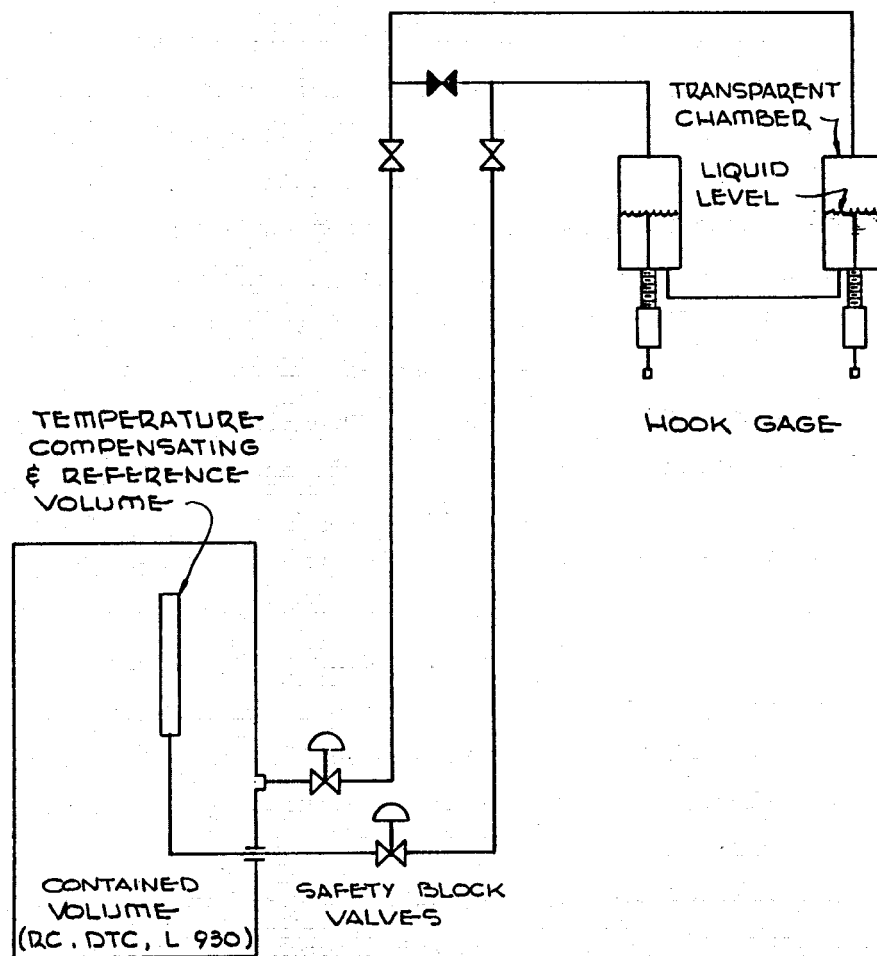 TRANSPARENT
CHAMBER
LIQUID
LEVEL
HOOK GAGE
TEMPERATURE
COMPENSATING
& REFERENCE
VOLUME
CONTAINED
VOLUME
(RC, DTC, L 930)
SAFETY BLOCK
VALVES